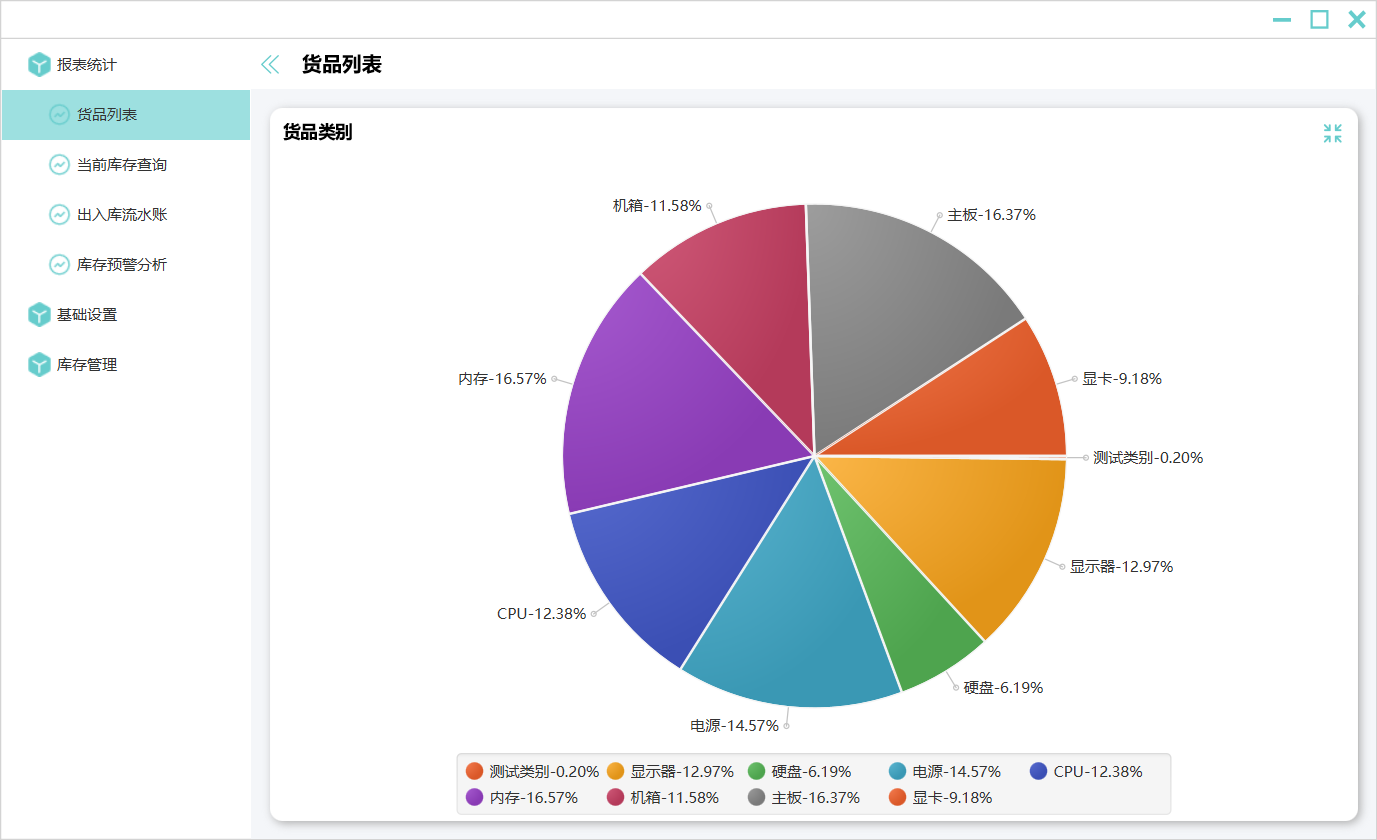 报表统计
货品列表
当前库存查询
出入库流水账
库存预警分析
基础设置
库存管理
货品列表
货品类别
机箱-11.58%
主板-16.37%
内存-16.57%
显卡-9.18%
测试类别-0.20%
显示器-12.97%
CPU-12.38%
硬盘-6.19%
电源-14.57%
测试类别-0.20% 显示器-12.97% 硬盘-6.19% 电源-14.57% CPU-12.38%
内存-16.57% 机箱-11.58% 主板-16.37% 显卡-9.18%